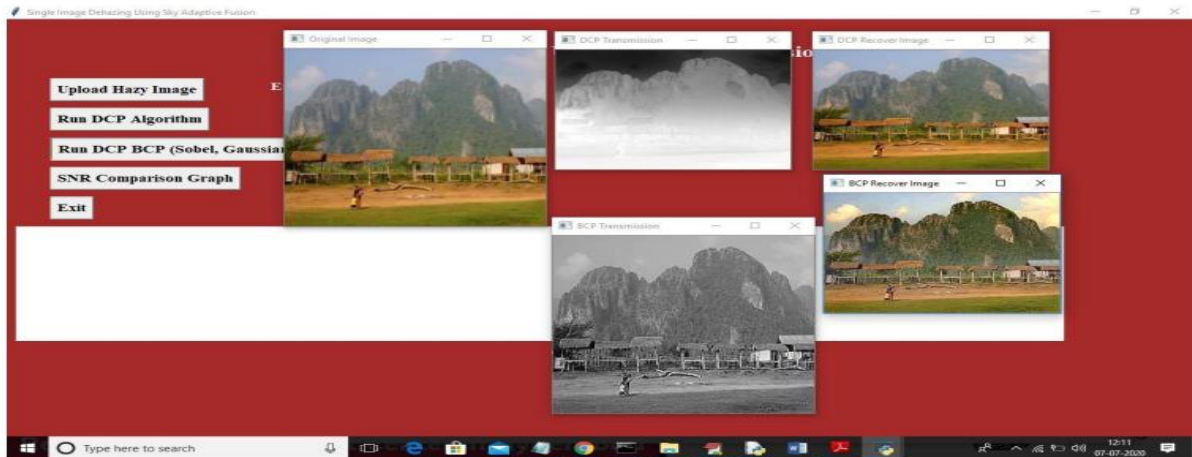 Single Image Dehazing Using Sky Adaptive Fusion
Original Image
DCP Transmission
DCP Recover Image
sio
E
Upload Hazy Image
Run DCP Algorithm
Run DCP BCP (Sobel, Gaussian
SNR Comparison Graph
Exit
BCP Recover Image
BCP Transmission
Type here to search
12:11
07-07-2020